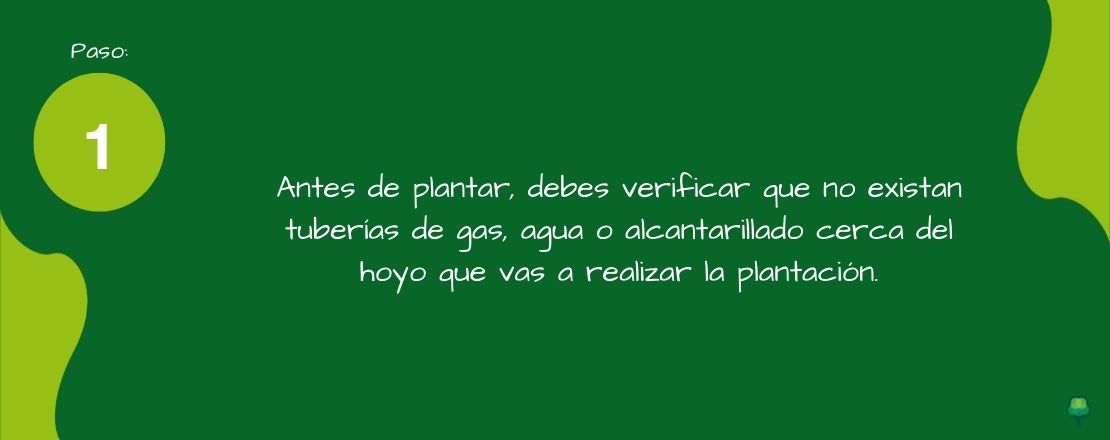 Paso:
1
Antes de plantar, debes verificar que no existan
tuberías de gas, agua o alcantarillado cerca del
hoyo que vas a realizar la plantación.